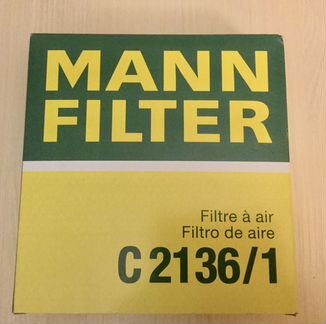 MANN
FILTER
Filtre à air
Filtro de aire
C 2136/1